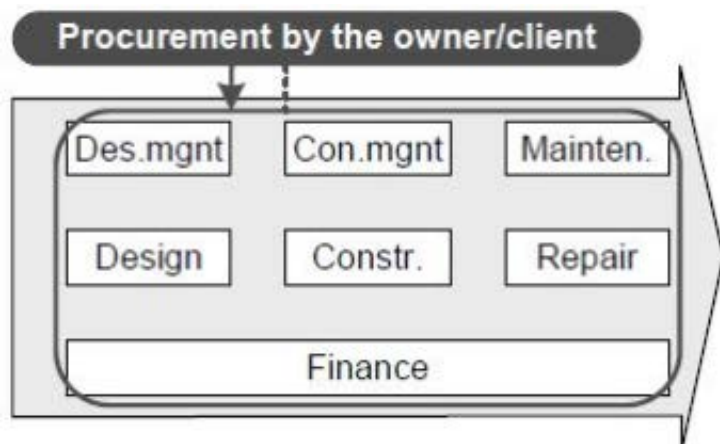 Procurement by the owner/client
Des.mgnt Con.mgnt Mainten.
Design Constr. Repair
Finance